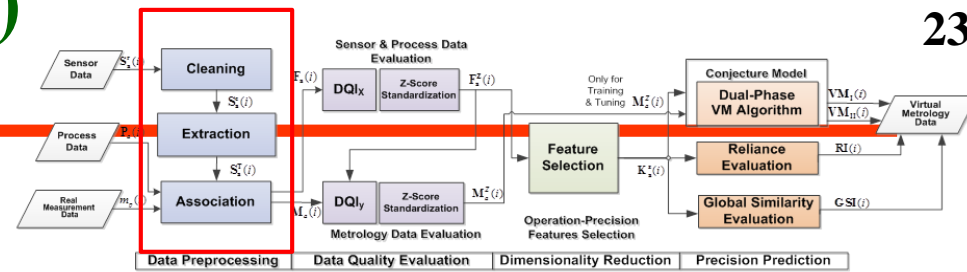 23
Sensor
Data
Cleaning
Extraction
Process
Data
Association
Real
Measurement
Data
Sensor & Process Data
Evaluation
DQIX
Z-Score
Standardization
DQIy
Z-Score
Standardization
Metrology Data Evaluation
Feature
Selection
Operation-Precision
Features Selection
Only for
Training
& Tuning
Conjecture Model
Dual-Phase
VM Algorithm
Reliance
Evaluation
RI(i)
Global Similarity
Evaluation
GSI(i)
VMI(i)
VMII(i)
Virtual
Metrology
Data
Data Preprocessing
Data Quality Evaluation
Dimensionality Reduction
Precision Prediction